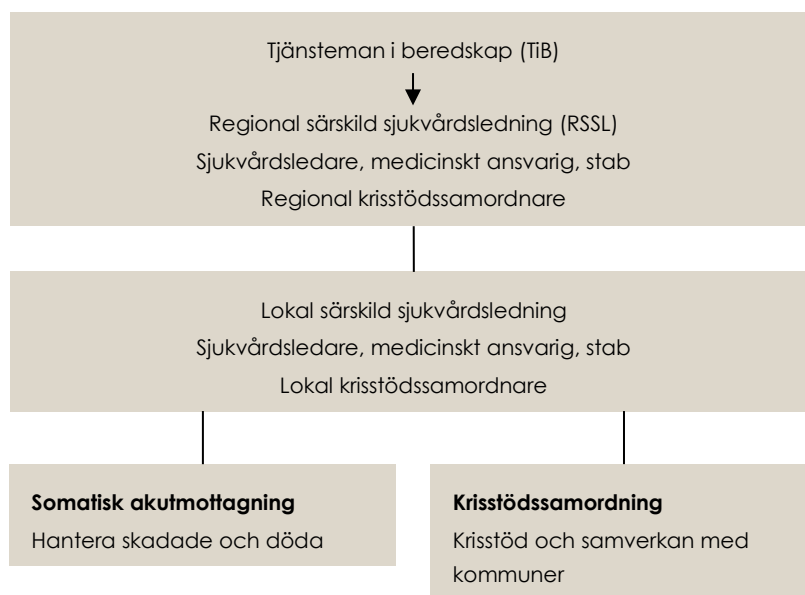 Tjänsteman i beredskap (TiB)
Regional särskild sjukvårdsledning (RSSL)
Sjukvårdsledare, medicinskt ansvarig, stab
Regional krisstödssamordnare
Lokal särskild sjukvårdsledning
Sjukvårdsledare, medicinskt ansvarig, stab
Lokal krisstödssamordnare
Somatisk akutmottagning
Hantera skadade och döda
Krisstödssamordning
Krisstöd och samverkan med
kommuner